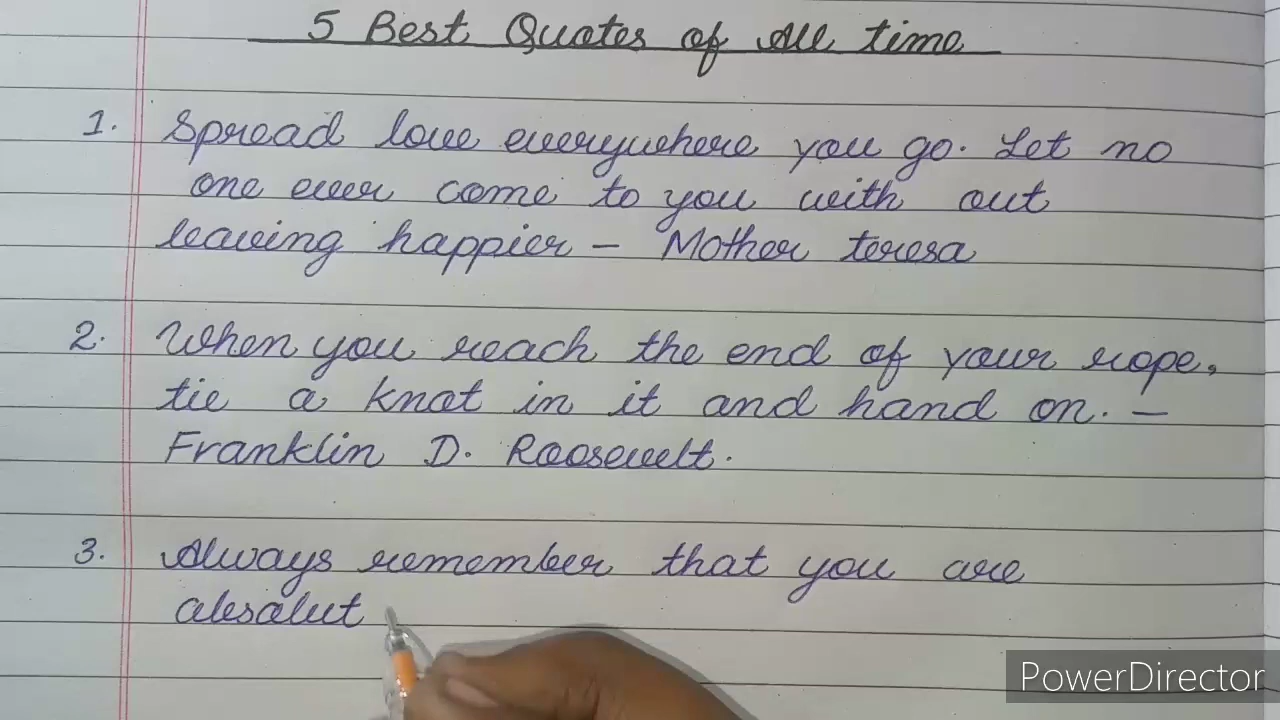 5 Best Quotes of All time
1. Spread love everywhere you go. Let no
one ever come to you with out
leaving happier - Mother teresa
2. When you reach the end of your rope,
tie a knot in it and hand on. -
Franklin D. Roosevelt.
3. Always remember that you are
absolut
PowerDirector